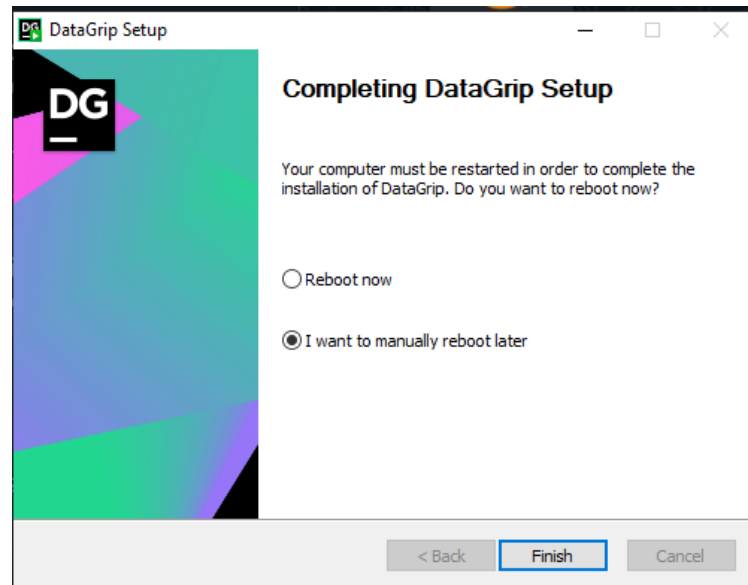 DataGrip Setup
DG
Completing DataGrip Setup
Your computer must be restarted in order to complete the
installation of DataGrip. Do you want to reboot now?
Reboot now
I want to manually reboot later
< Back
Finish
Cancel